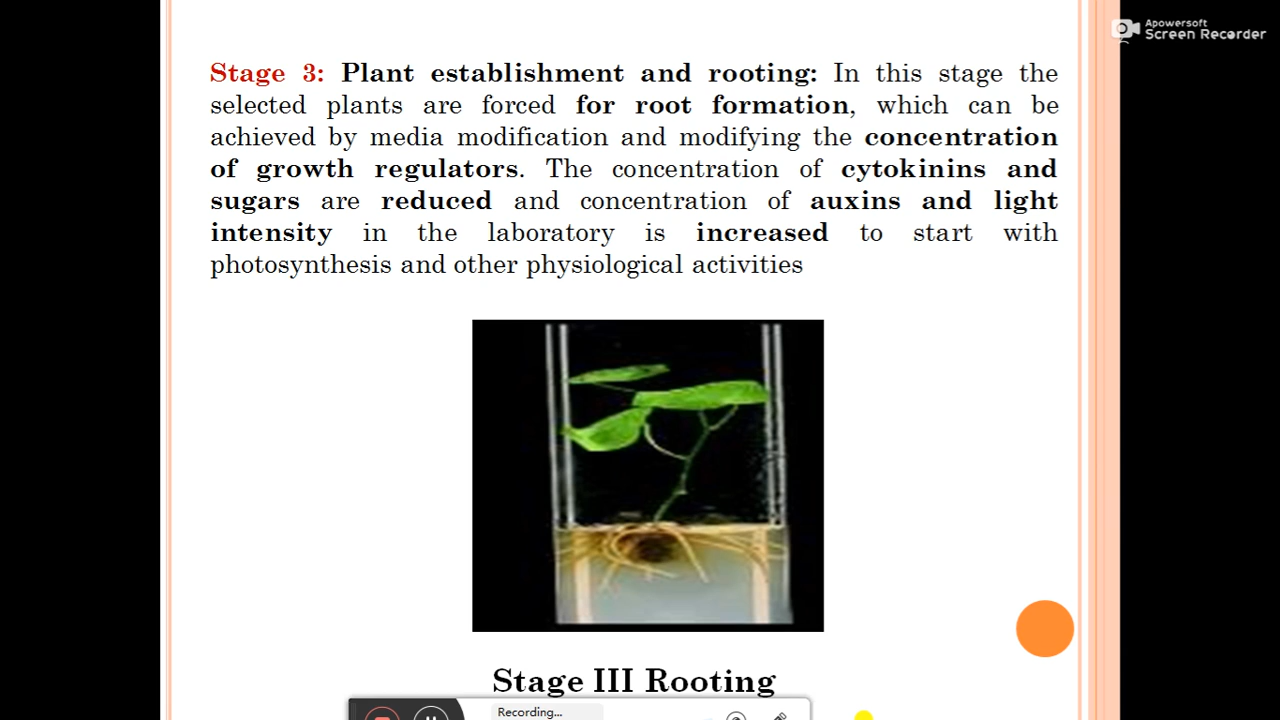 Apowersoft
Screen Recorder
Stage 3: Plant establishment and rooting: In this stage the
selected plants are forced for root formation, which can be
achieved by media modification and modifying the concentration
of growth regulators. The concentration of cytokinins and
sugars are reduced and concentration of auxins and light
intensity in the laboratory is increased to start with
photosynthesis and other physiological activities
Stage III Rooting
Recording...